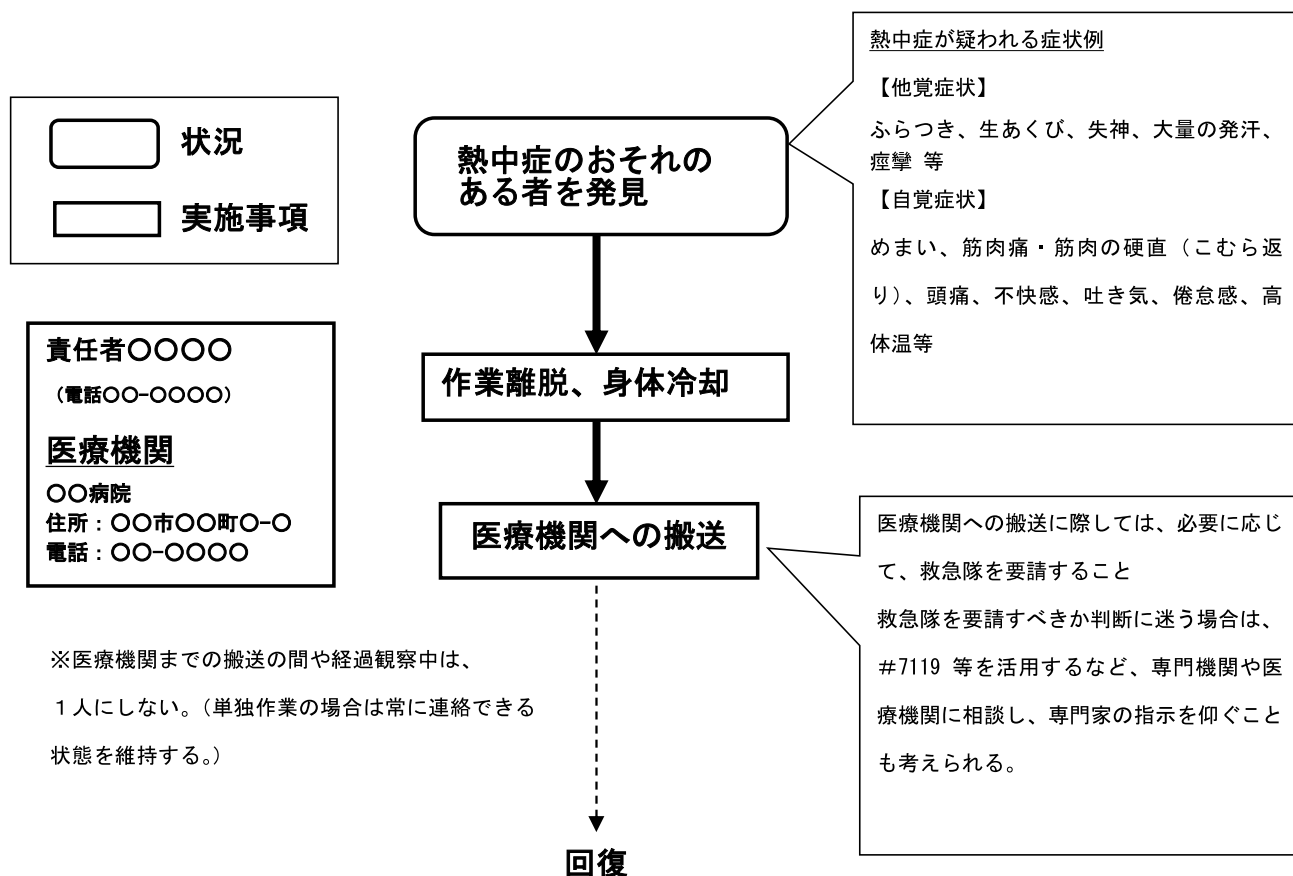 状況
実施事項
責任者〇〇〇〇
（電話〇〇-〇〇〇〇）
医療機関
〇〇病院
住所：〇〇市〇〇町〇-〇
電話：〇〇-〇〇〇〇
※医療機関までの搬送の間や経過観察中は、
１人にしない。（単独作業の場合は常に連絡できる
状態を維持する。）
熱中症のおそれの
ある者を発見
作業離脱、身体冷却
医療機関への搬送
回復
熱中症が疑われる症状例
【他覚症状】
ふらつき、生あくび、失神、大量の発汗、
痙攣 等
【自覚症状】
めまい、筋肉痛・筋肉の硬直（こむら返
り）、頭痛、不快感、吐き気、倦怠感、高
体温等
医療機関への搬送に際しては、必要に応じ
て、救急隊を要請すること
救急隊を要請すべきか判断に迷う場合は、
＃7119 等を活用するなど、専門機関や医
療機関に相談し、専門家の指示を仰ぐこと
も考えられる。